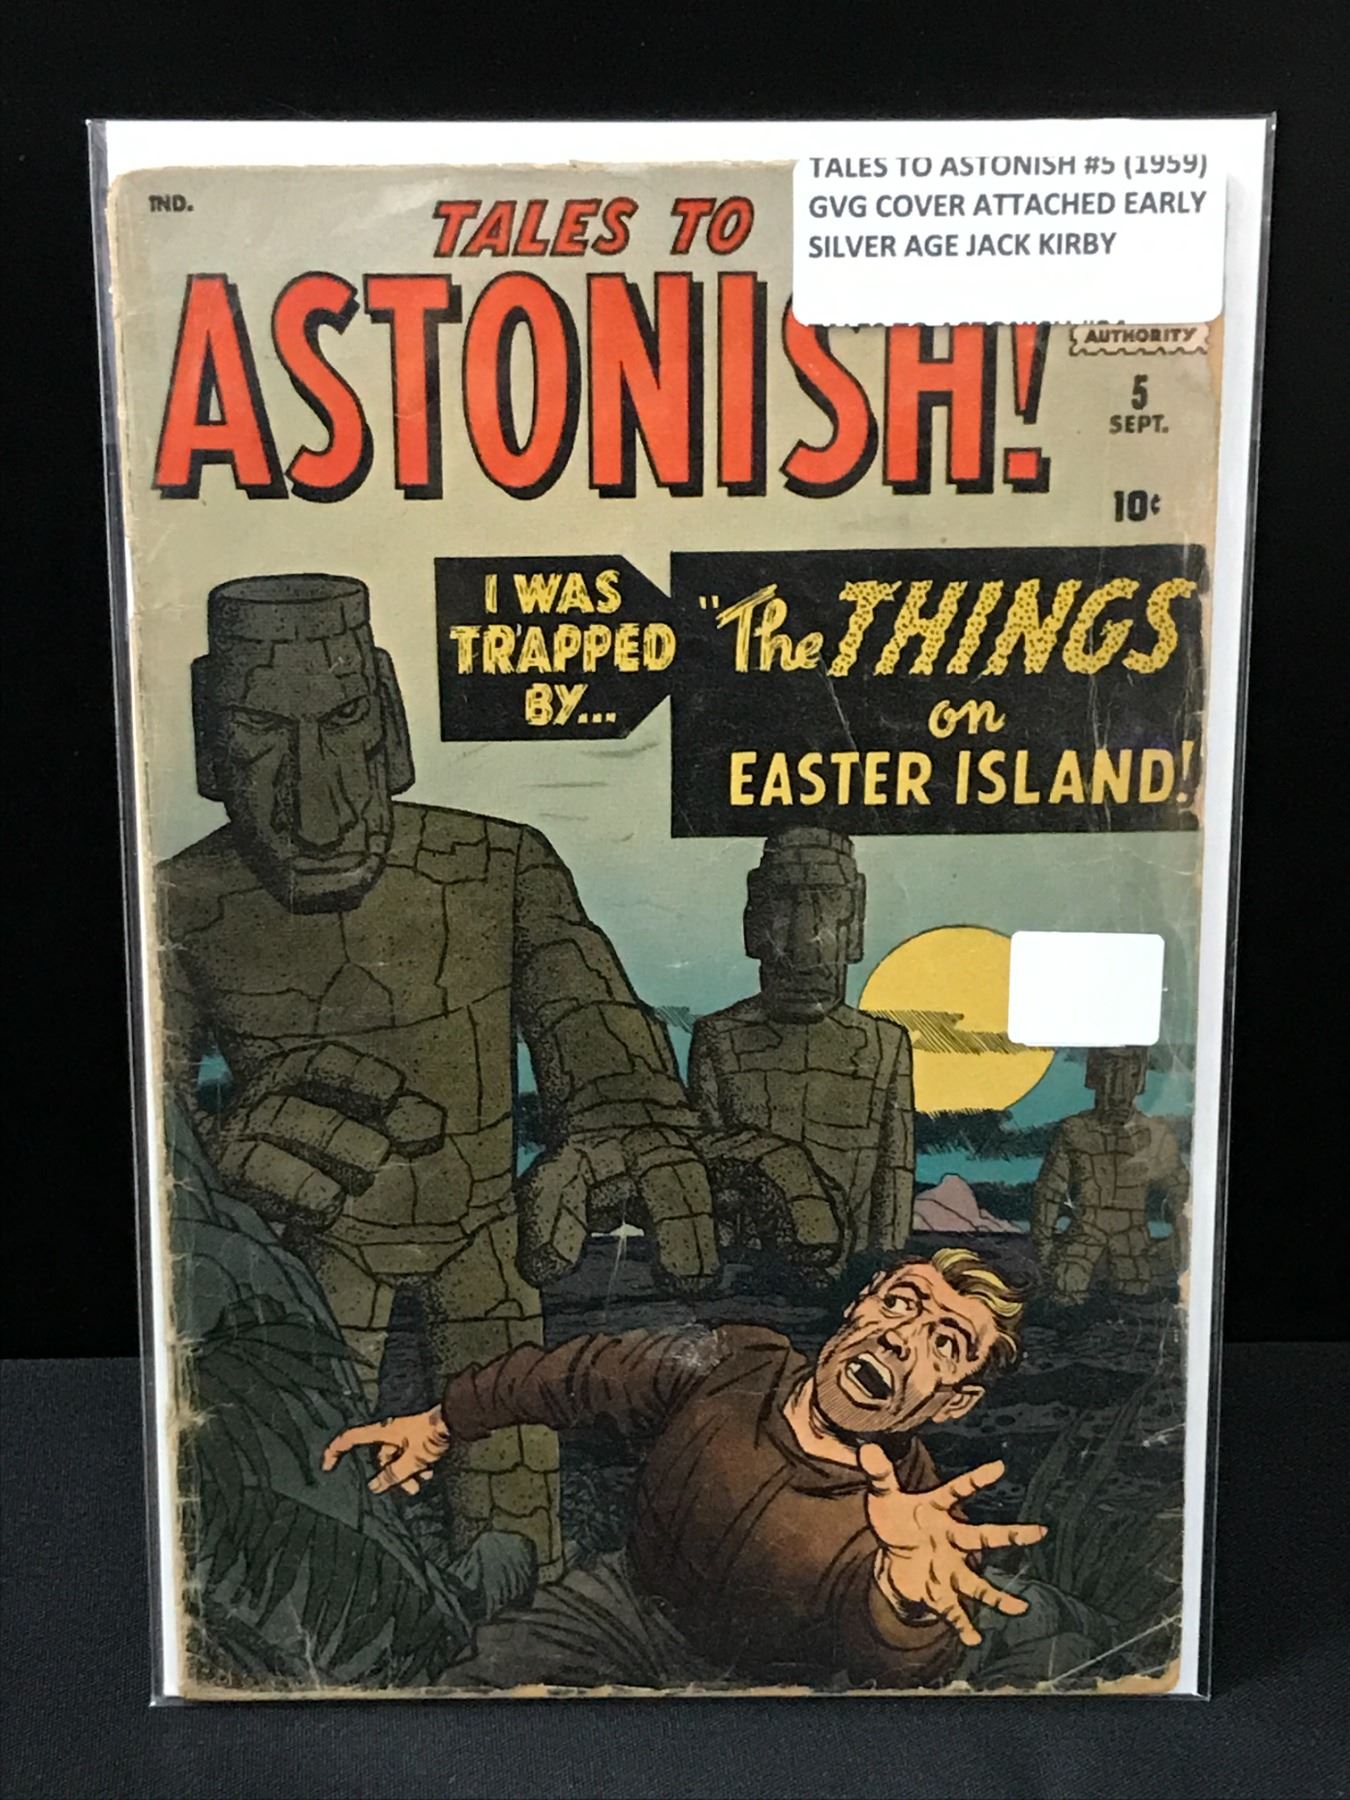 TALES TO ASTONISH #5 (1959)
GVG COVER ATTACHED EARLY
SILVER AGE JACK KIRBY
IND.
TALES TO
ASTONISH!
AUTHORITY
5
SEPT.
10¢
I WAS
TRAPPED
BY...
"The THINGS
on
EASTER ISLAND!